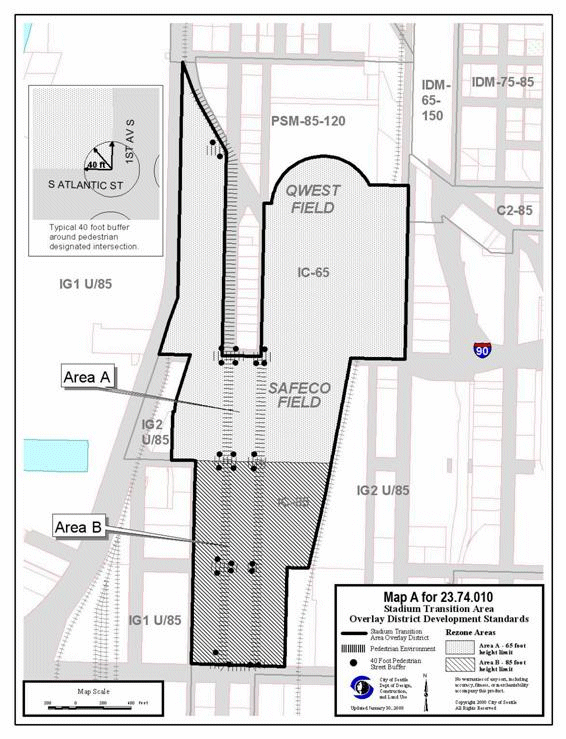 IDM-
65-
150
IDM-75-85
PSM-85-120
1ST AV S
40 ft
S ATLANTIC ST
Typical 40 foot buffer
around pedestrian
designated intersection.
QWEST
FIELD
C2-85
IG1 U/85
IC-65
90
Area A
SAFECO
FIELD
IG2
U/85
IC-85
IG2 U/85
Area B
IG1 U/85
Map A for 23.74.010
Stadium Transition Area
Overlay District Development Standards
Stadium Transition
Area Overlay District
Pedestrian Environment
40 Foot Pedestrian
Street Buffer
Rezone Areas
Area A - 65 foot
height limit
Area B - 85 foot
height limit
City of Seattle
Dept of Design,
Construction,
and Land Use
N
No warranties of any sort, including
accuracy, fitness, or merchantability
accompany this product.
Copyright 2000 City of Seattle
All Rights Reserved
Map Scale
200 0 200 400 feet